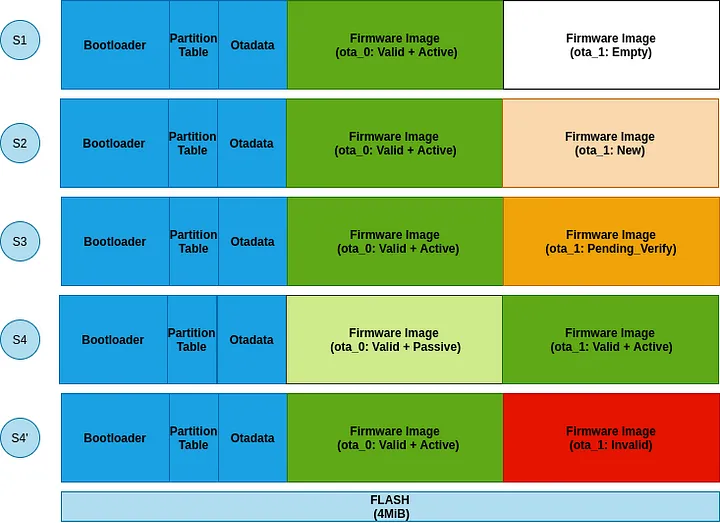 S1
Bootloader
Partition
Table
Otadata
Firmware Image
(ota_0: Valid + Active)
Firmware Image
(ota_1: Empty)
S2
Bootloader
Partition
Table
Otadata
Firmware Image
(ota_0: Valid + Active)
Firmware Image
(ota_1: New)
S3
Bootloader
Partition
Table
Otadata
Firmware Image
(ota_0: Valid + Active)
Firmware Image
(ota_1: Pending_Verify)
S4
Bootloader
Partition
Table
Otadata
Firmware Image
(ota_0: Valid + Passive)
Firmware Image
(ota_1: Valid + Active)
S4'
Bootloader
Partition
Table
Otadata
Firmware Image
(ota_0: Valid + Active)
Firmware Image
(ota_1: Invalid)
FLASH
(4MiB)